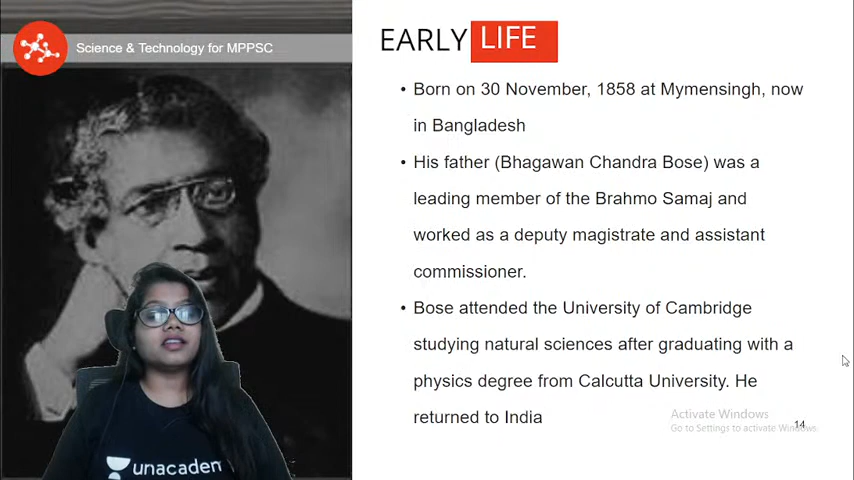 Science & Technology for MPPSC
EARLY LIFE
• Born on 30 November, 1858 at Mymensingh, now
in Bangladesh
• His father (Bhagawan Chandra Bose) was a
leading member of the Brahmo Samaj and
worked as a deputy magistrate and assistant
commissioner.
• Bose attended the University of Cambridge
studying natural sciences after graduating with a
physics degree from Calcutta University. He
returned to India
Activate Windows
Go to Settings to activate Windows.
14
unacadem